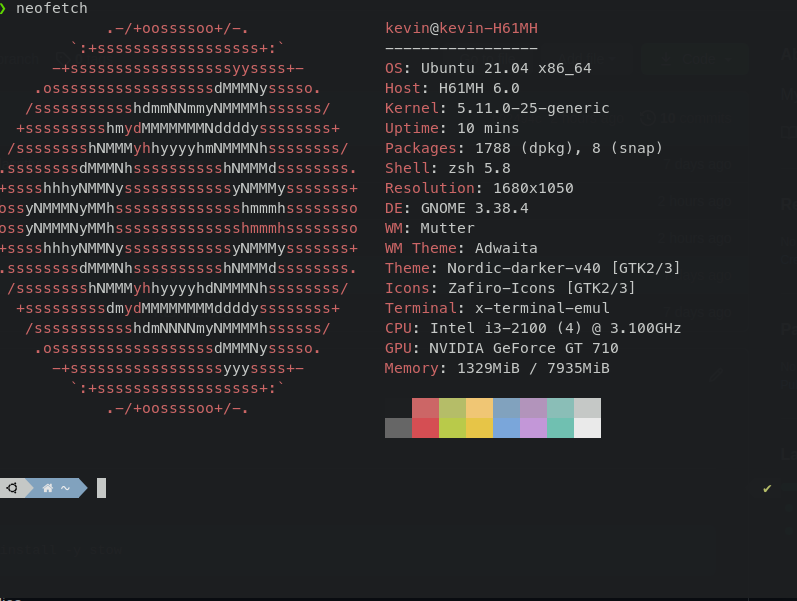 ❯ neofetch
            .-/+oossssoo+/-.               kevin@kevin-H61MH
        `:+ssssssssssssssssss+:`           -----------------
      -+ssssssssssssssssssyyssss+-         OS: Ubuntu 21.04 x86_64
    .ossssssssssssssssssdMMMNysssso.       Host: H61MH 6.0
   /ssssssssssshdmmNNmmyNMMMMhssssss/      Kernel: 5.11.0-25-generic
  +ssssssssshmydMMMMMMMNddddyssssssss+     Uptime: 10 mins
 /sssssssshNMMMyhhyyyyhmNMMMNhssssssss/    Packages: 1788 (dpkg), 8 (snap)
.ssssssssdMMMNhsssssssssshNMMMdssssssss.   Shell: zsh 5.8
+sssshhhyNMMNyssssssssssssyNMMMysssssss+   Resolution: 1680x1050
ossyNMMMNyMMhsssssssssssssshmmmhssssssso   DE: GNOME 3.38.4
ossyNMMMNyMMhsssssssssssssshmmmhssssssso   WM: Mutter
+sssshhhyNMMNyssssssssssssyNMMMysssssss+   WM Theme: Adwaita
.ssssssssdMMMNhsssssssssshNMMMdssssssss.   Theme: Nordic-darker-v40 [GTK2/3]
 /sssssssshNMMMyhhyyyyhdNMMMNhssssssss/    Icons: Zafiro-Icons [GTK2/3]
  +sssssssssdmydMMMMMMMMddddyssssssss+     Terminal: x-terminal-emul
   /ssssssssssshdmNNNNmyNMMMMhssssss/      CPU: Intel i3-2100 (4) @ 3.100GHz
    .ossssssssssssssssssdMMMNysssso.       GPU: NVIDIA GeForce GT 710
      -+sssssssssssssssssyyyssss+-         Memory: 1329MiB / 7935MiB
        `:+ssssssssssssssssss+:`
            .-/+oossssoo+/-.
~ ✔